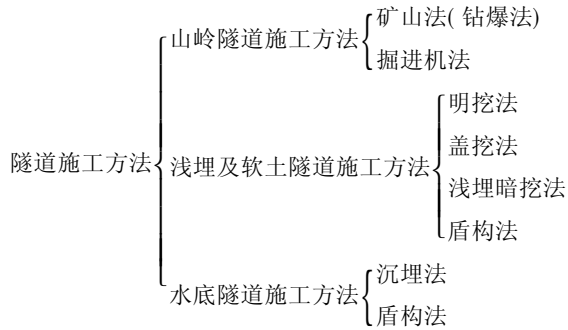 隧道施工方法
山岭隧道施工方法
矿山法( 钻爆法)
掘进机法
浅埋及软土隧道施工方法
明挖法
盖挖法
浅埋暗挖法
盾构法
水底隧道施工方法
沉埋法
盾构法